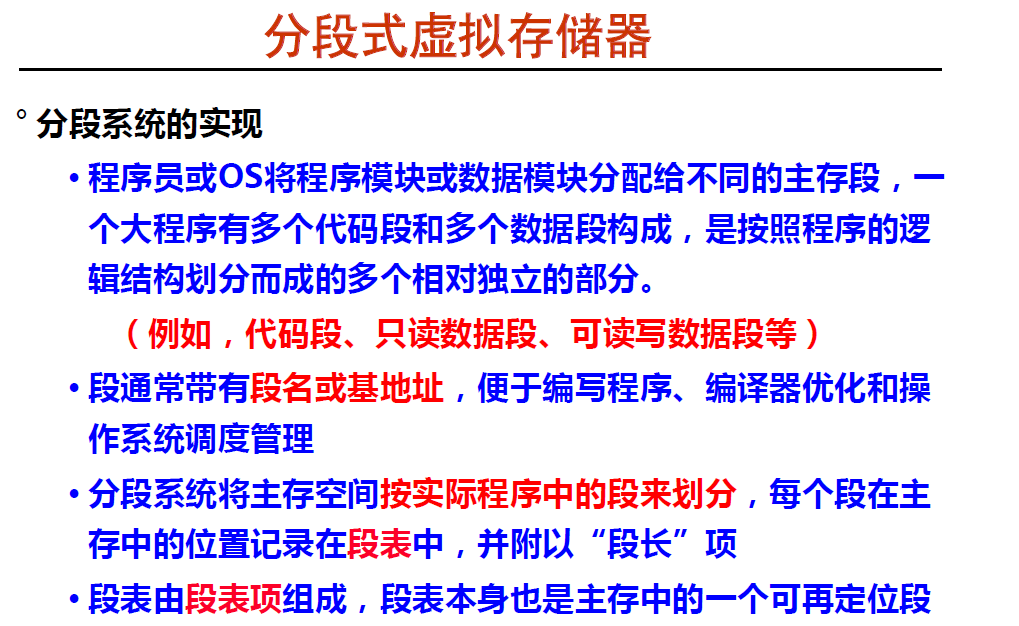 分段式虚拟存储器
° 分段系统的实现
• 程序员或OS将程序模块或数据模块分配给不同的主存段，一
个大程序有多个代码段和多个数据段构成，是按照程序的逻
辑结构划分而成的多个相对独立的部分。
（例如，代码段、只读数据段、可读写数据段等）
• 段通常带有段名或基地址，便于编写程序、编译器优化和操
作系统调度管理
• 分段系统将主存空间按实际程序中的段来划分，每个段在主
存中的位置记录在段表中，并附以“段长”项
• 段表由段表项组成，段表本身也是主存中的一个可再定位段